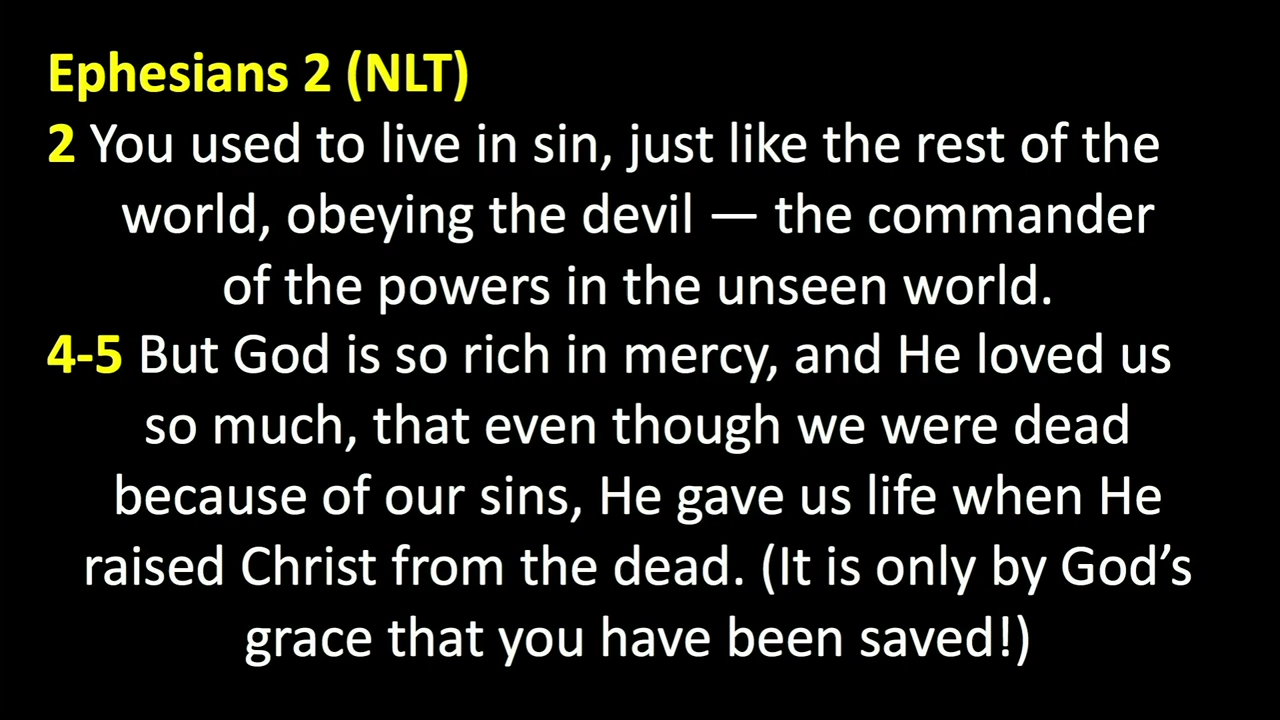 Ephesians 2 (NLT)
2 You used to live in sin, just like the rest of the
world, obeying the devil — the commander
of the powers in the unseen world.
4-5 But God is so rich in mercy, and He loved us
so much, that even though we were dead
because of our sins, He gave us life when He
raised Christ from the dead. (It is only by God’s
grace that you have been saved!)